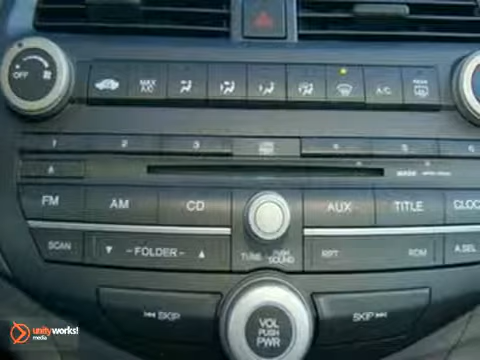 OFF MAX A/C A/C REAR
1 2 3 4 5 6
FM AM CD AUX TITLE CLOCK
SCAN ▼ -FOLDER- ▲ TUNE PUSH SOUND RPT RDM A.SEL
⏮ SKIP VOL PUSH PWR SKIP ⏭
unityworks!
media